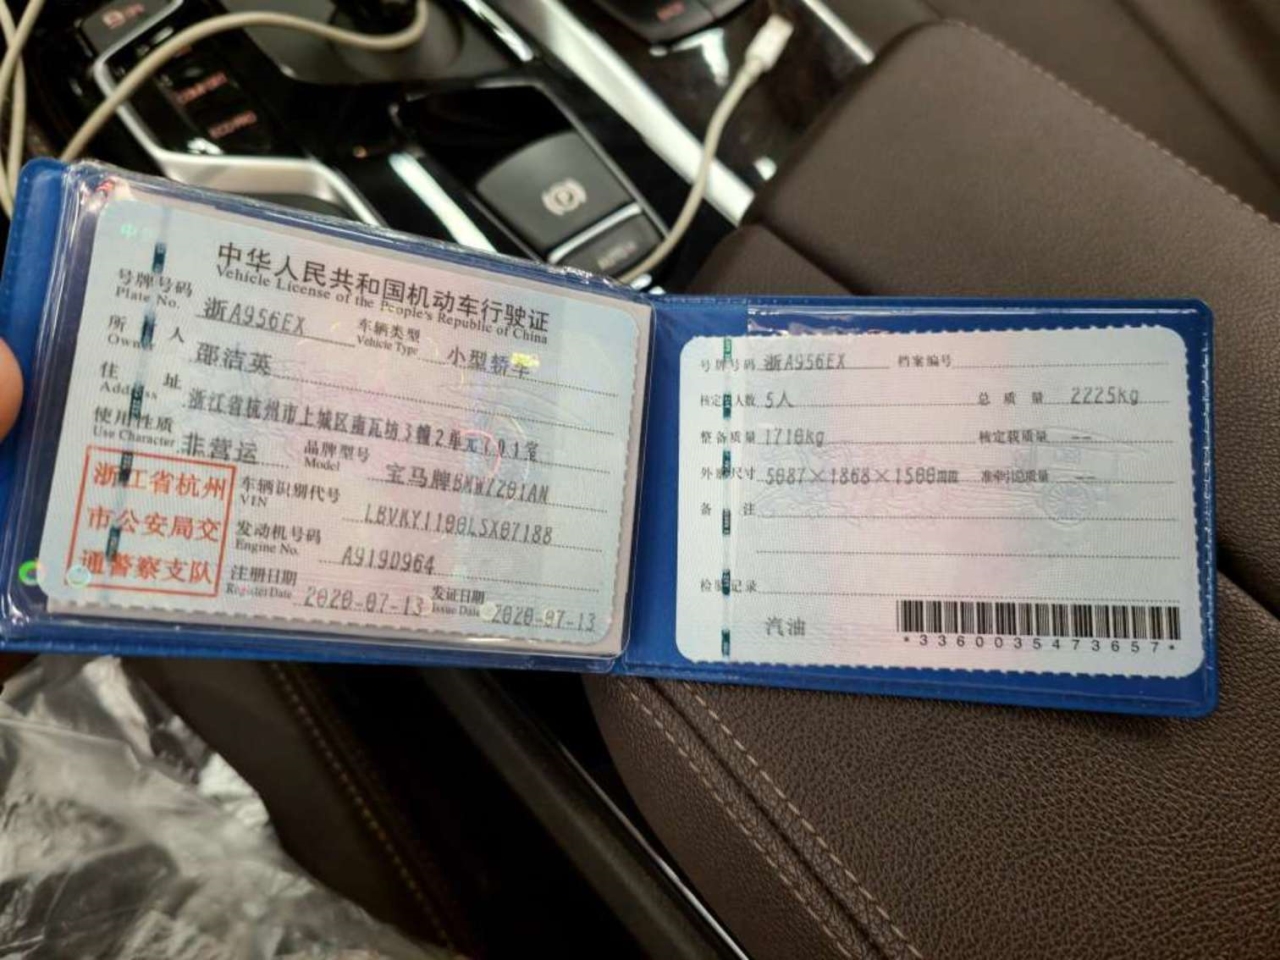 中华人民共和国机动车行驶证
Vehicle License of the People's Republic of China
号牌号码 浙A956EX 车辆类型 小型轿车
Plate No. Vehicle Type
所有人 邵洁英
Owner
住址 浙江省杭州市上城区南瓦坊3幢2单元701室
Address
使用性质 非营运 品牌型号 宝马牌BMW7201AN
Use Character Model
浙江省杭州
市公安局交
通警察支队
车辆识别代号 LBVKY1100LSX07188
VIN
发动机号码 A919D964
Engine No.
注册日期 2020-07-13 发证日期 2020-07-13
Register Date Issue Date
号牌号码 浙A956EX 档案编号
核定载人数 5人 总质量 2225kg
整备质量 1710kg 核定载质量 --
外廓尺寸 5087×1868×1500mm 准牵引总质量 --
备注
检验记录
汽油
*3360035473657*